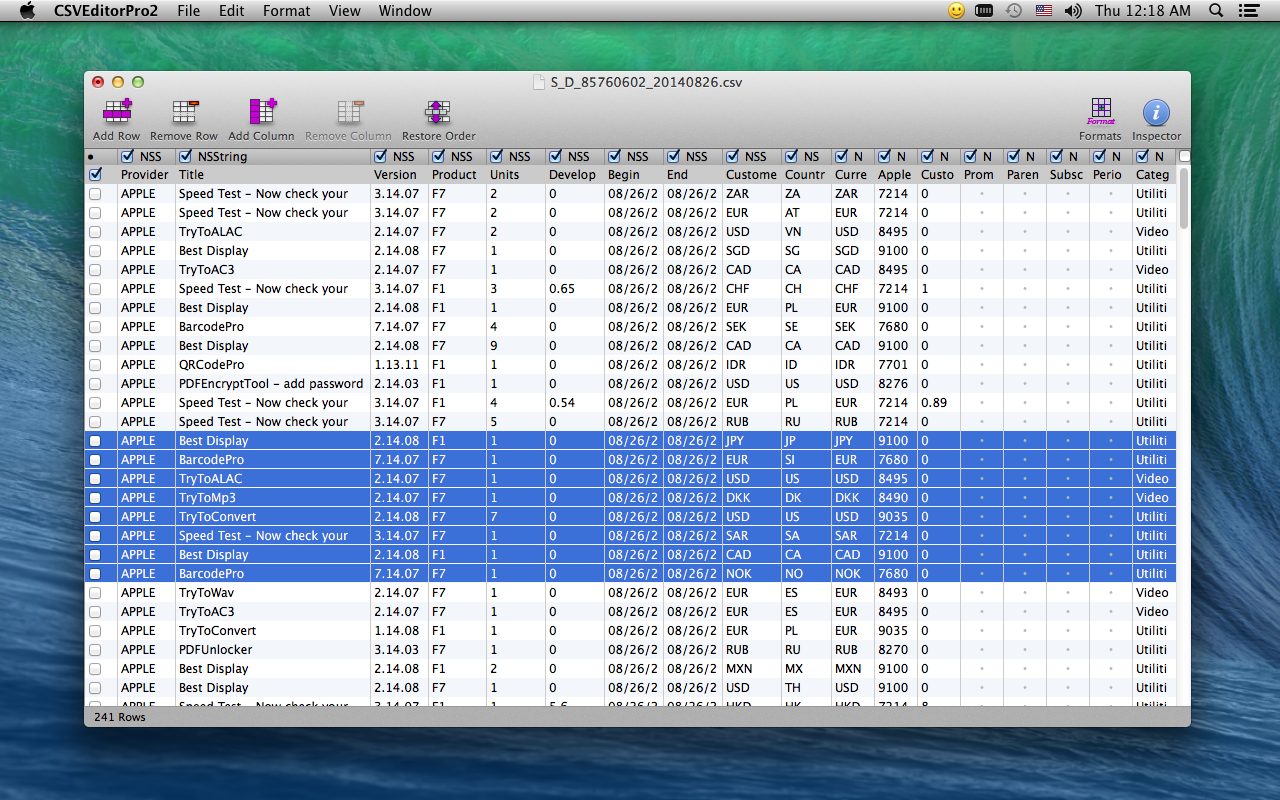 CSVEditorPro2 File Edit Format View Window Thu 12:18 AM
S_D_85760602_20140826.csv
Add Row Remove Row Add Column Remove Column Restore Order Format Formats Inspector
NSS NSString NSS NSS NSS NSS NSS NSS NSS NS N N N N N N N N
Provider Title Version Product Units Develop Begin End Custome Countr Curre Apple Custo Prom Paren Subsc Perio Categ
APPLE Speed Test - Now check your 3.14.07 F7 2 0 08/26/2 08/26/2 ZAR ZA ZAR 7214 0 Utiliti
APPLE Speed Test - Now check your 3.14.07 F7 2 0 08/26/2 08/26/2 EUR AT EUR 7214 0 Utiliti
APPLE TryToALAC 2.14.07 F7 2 0 08/26/2 08/26/2 USD VN USD 8495 0 Video
APPLE Best Display 2.14.08 F7 1 0 08/26/2 08/26/2 SGD SG SGD 9100 0 Utiliti
APPLE TryToAC3 2.14.07 F7 1 0 08/26/2 08/26/2 CAD CA CAD 8495 0 Video
APPLE Speed Test - Now check your 3.14.07 F1 3 0.65 08/26/2 08/26/2 CHF CH CHF 7214 1 Utiliti
APPLE Best Display 2.14.08 F1 1 0 08/26/2 08/26/2 EUR PL EUR 9100 0 Utiliti
APPLE BarcodePro 7.14.07 F7 4 0 08/26/2 08/26/2 SEK SE SEK 7680 0 Utiliti
APPLE Best Display 2.14.08 F7 9 0 08/26/2 08/26/2 CAD CA CAD 9100 0 Utiliti
APPLE QRCodePro 1.13.11 F1 1 0 08/26/2 08/26/2 IDR ID IDR 7701 0 Utiliti
APPLE PDFEncryptTool - add password 2.14.03 F1 1 0 08/26/2 08/26/2 USD US USD 8276 0 Utiliti
APPLE Speed Test - Now check your 3.14.07 F1 4 0.54 08/26/2 08/26/2 EUR PL EUR 7214 0.89 Utiliti
APPLE Speed Test - Now check your 3.14.07 F7 5 0 08/26/2 08/26/2 RUB RU RUB 7214 0 Utiliti
APPLE Best Display 2.14.08 F1 1 0 08/26/2 08/26/2 JPY JP JPY 9100 0 Utiliti
APPLE BarcodePro 7.14.07 F7 1 0 08/26/2 08/26/2 EUR SI EUR 7680 0 Utiliti
APPLE TryToALAC 2.14.07 F7 1 0 08/26/2 08/26/2 USD US USD 8495 0 Video
APPLE TryToMp3 2.14.07 F7 1 0 08/26/2 08/26/2 DKK DK DKK 8490 0 Video
APPLE TryToConvert 2.14.08 F7 7 0 08/26/2 08/26/2 USD US USD 9035 0 Utiliti
APPLE Speed Test - Now check your 3.14.07 F7 1 0 08/26/2 08/26/2 SAR SA SAR 7214 0 Utiliti
APPLE Best Display 2.14.08 F1 1 0 08/26/2 08/26/2 CAD CA CAD 9100 0 Utiliti
APPLE BarcodePro 7.14.07 F7 1 0 08/26/2 08/26/2 NOK NO NOK 7680 0 Utiliti
APPLE TryToWav 2.14.07 F7 1 0 08/26/2 08/26/2 EUR ES EUR 8493 0 Video
APPLE TryToAC3 2.14.07 F7 1 0 08/26/2 08/26/2 EUR ES EUR 8495 0 Video
APPLE TryToConvert 1.14.08 F1 1 0 08/26/2 08/26/2 EUR PL EUR 9035 0 Utiliti
APPLE PDFUnlocker 3.14.03 F7 1 0 08/26/2 08/26/2 RUB RU RUB 8270 0 Utiliti
APPLE Best Display 2.14.08 F1 2 0 08/26/2 08/26/2 MXN MX MXN 9100 0 Utiliti
APPLE Best Display 2.14.08 F7 1 0 08/26/2 08/26/2 USD TH USD 9100 0 Utiliti
APPLE Speed Test - Now check your 3.14.07 F1 1 5.6 08/26/2 08/26/2 HKD HK HKD 7214 8 Utiliti
241 Rows